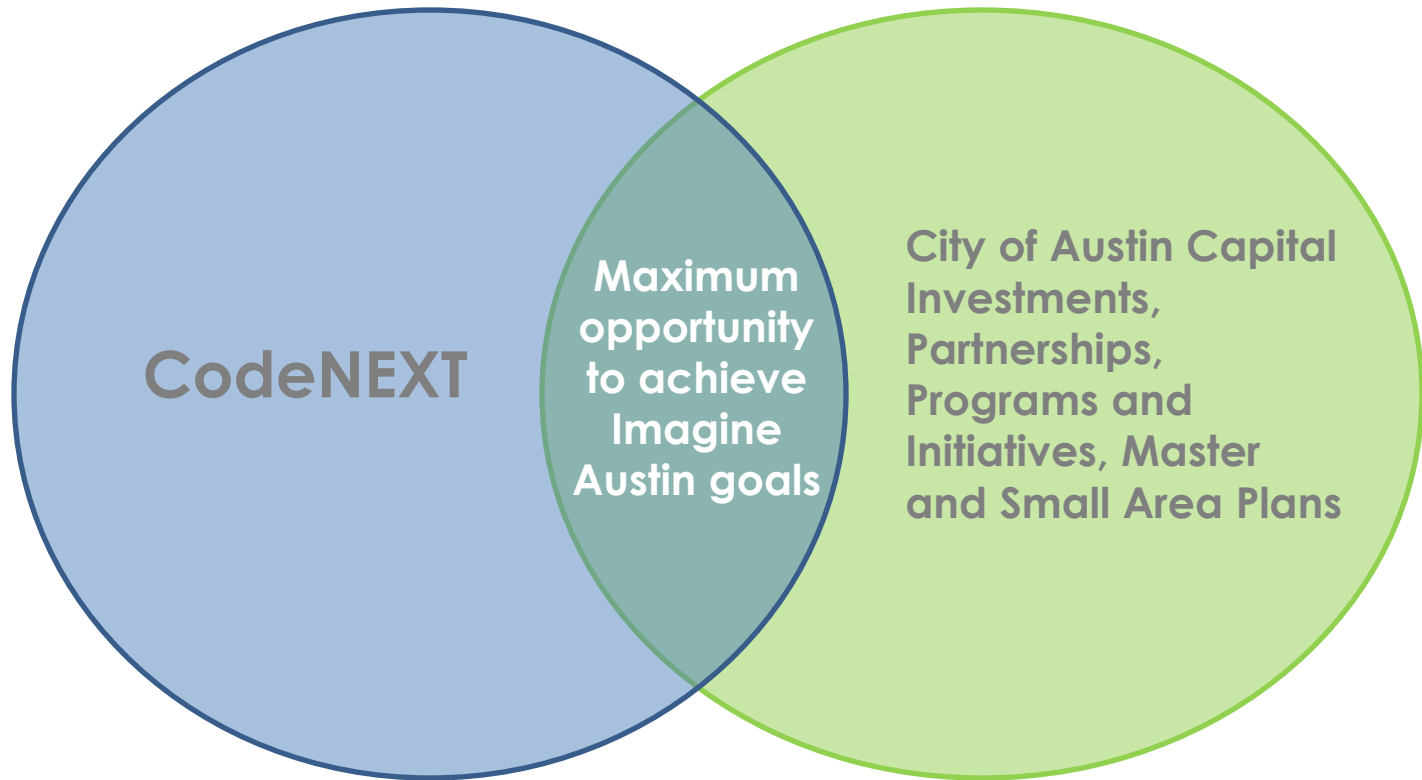 CodeNEXT
Maximum
opportunity
to achieve
Imagine
Austin goals
City of Austin Capital
Investments,
Partnerships,
Programs and
Initiatives, Master
and Small Area Plans